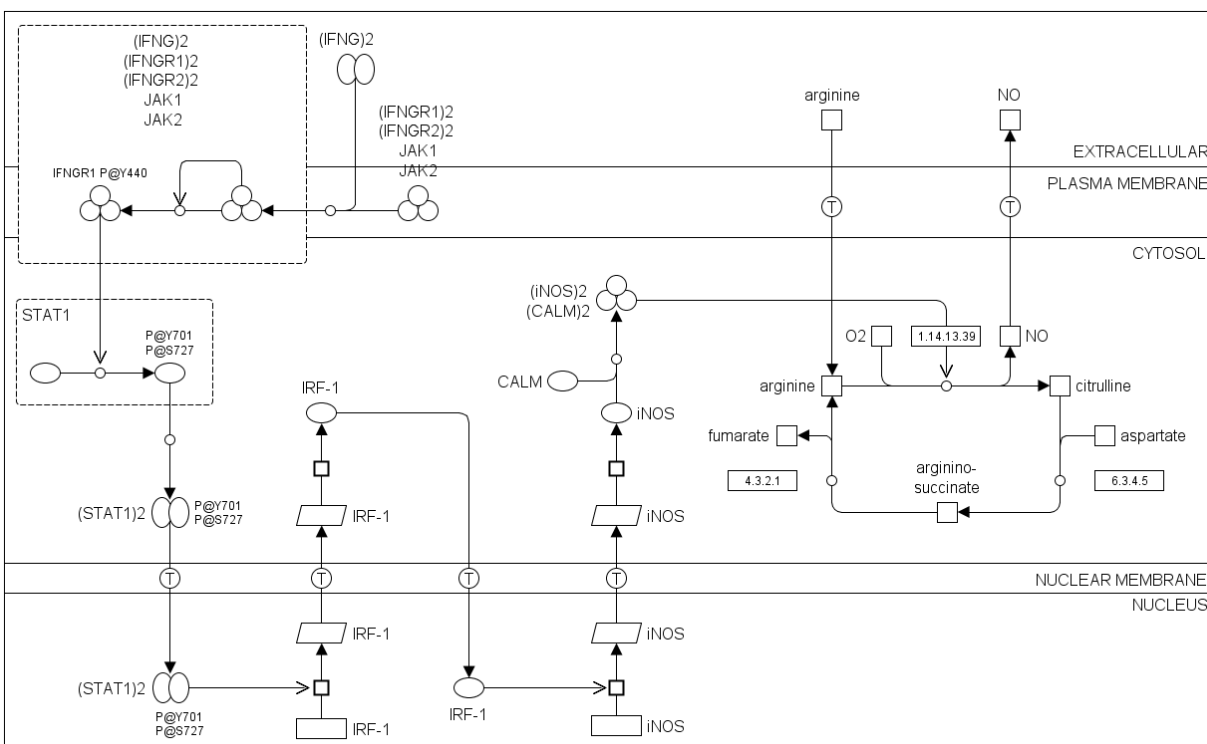 (IFNG)2
(IFNGR1)2
(IFNGR2)2
JAK1
JAK2
(IFNG)2
(IFNGR1)2
(IFNGR2)2
JAK1
JAK2
arginine
NO
EXTRACELLULAR
IFNGR1 P@Y440
PLASMA MEMBRANE
T
T
CYTOSOL
STAT1
P@Y701
P@S727
(iNOS)2
(CALM)2
O2
1.14.13.39
NO
CALM
arginine
citrulline
IRF-1
iNOS
fumarate
aspartate
4.3.2.1
arginino-
succinate
6.3.4.5
(STAT1)2
P@Y701
P@S727
IRF-1
iNOS
T
T
T
T
NUCLEAR MEMBRANE
NUCLEUS
IRF-1
iNOS
(STAT1)2
P@Y701
P@S727
IRF-1
IRF-1
iNOS